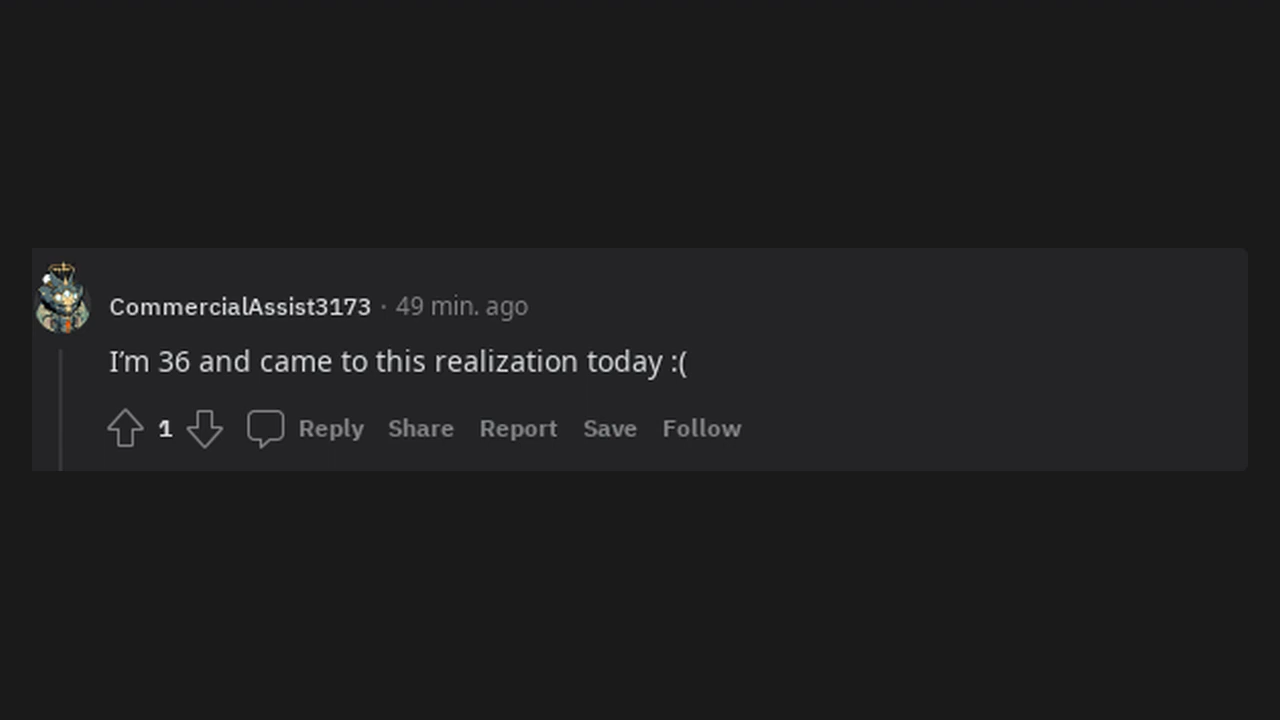 CommercialAssist3173 · 49 min. ago
I’m 36 and came to this realization today :(
1 Reply Share Report Save Follow